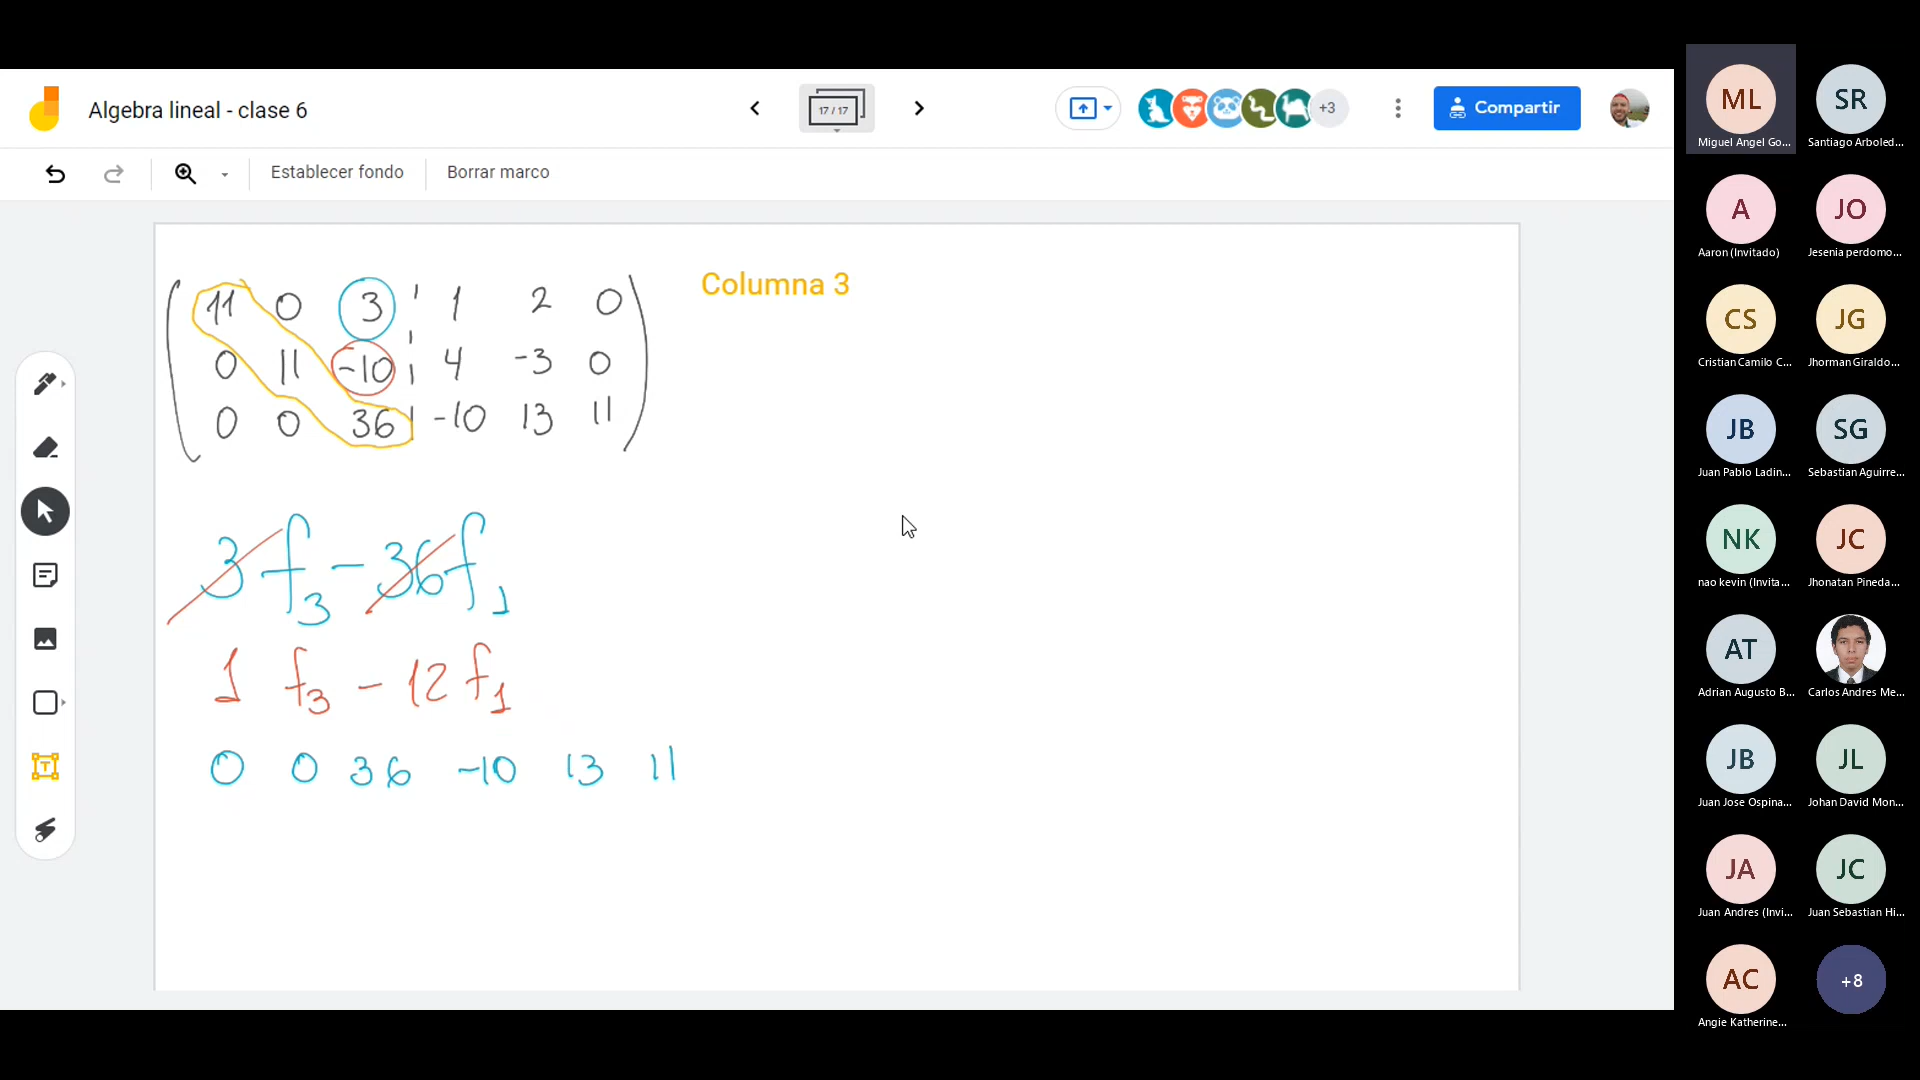 Algebra lineal - clase 6
17 / 17
+3
Compartir
Establecer fondo
Borrar marco
Columna 3
11 0 3 1 2 0
0 11 -10 4 -3 0
0 0 36 -10 13 11
3 f3 - 36 f1
1 f3 - 12 f1
0 0 36 -10 13 11
ML
Miguel Angel Go...
SR
Santiago Arboled...
A
Aaron (Invitado)
JO
Jesenia perdomo...
CS
Cristian Camilo C...
JG
Jhorman Giraldo...
JB
Juan Pablo Ladin...
SG
Sebastian Aguirre...
NK
nao kevin (Invita...
JC
Jhonatan Pineda...
AT
Adrian Augusto B...
Carlos Andres Me...
JB
Juan Jose Ospina...
JL
Johan David Mon...
JA
Juan Andres (Invi...
JC
Juan Sebastian Hi...
AC
Angie Katherine...
+8